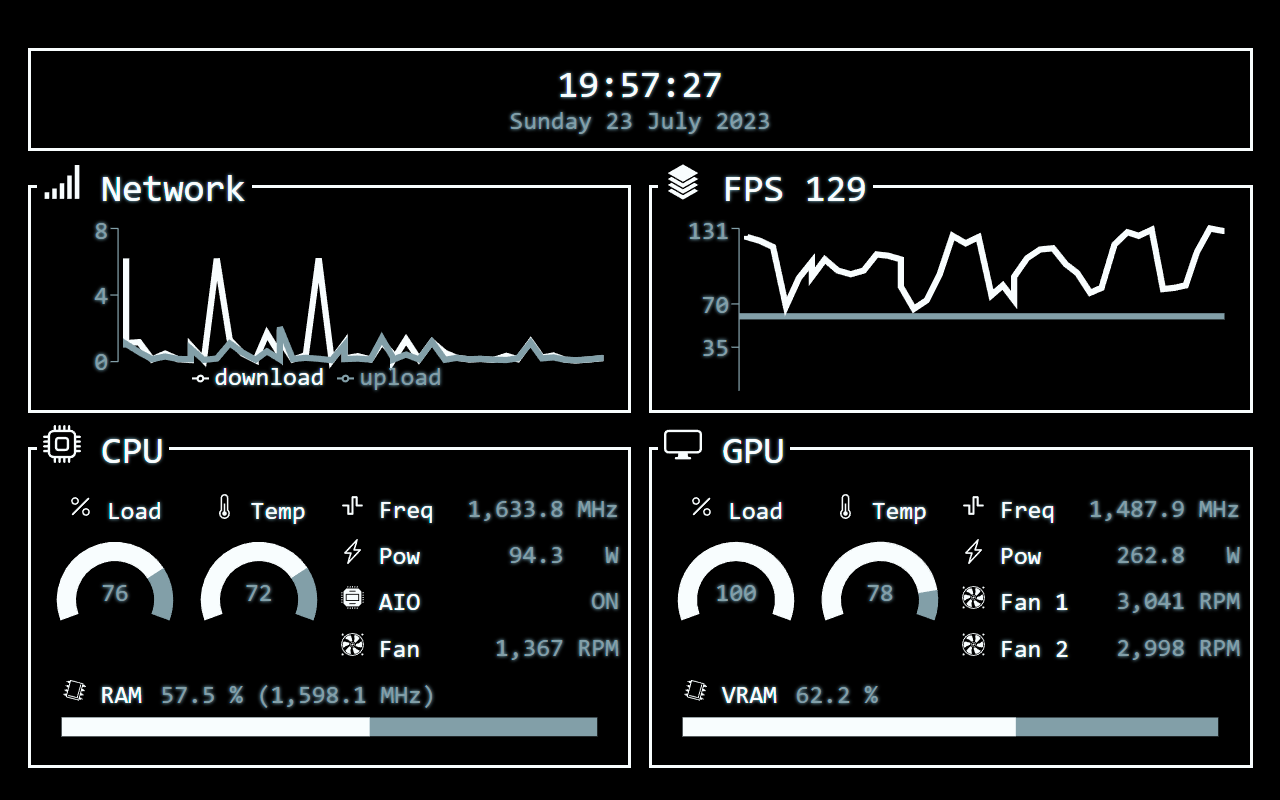 19:57:27
Sunday 23 July 2023
Network
8
4
0
download upload
FPS 129
131
70
35
CPU
Load Temp Freq 1,633.8 MHz
Pow 94.3 W
76 72
AIO ON
Fan 1,367 RPM
RAM 57.5 % (1,598.1 MHz)
GPU
Load Temp Freq 1,487.9 MHz
Pow 262.8 W
100 78
Fan 1 3,041 RPM
Fan 2 2,998 RPM
VRAM 62.2 %